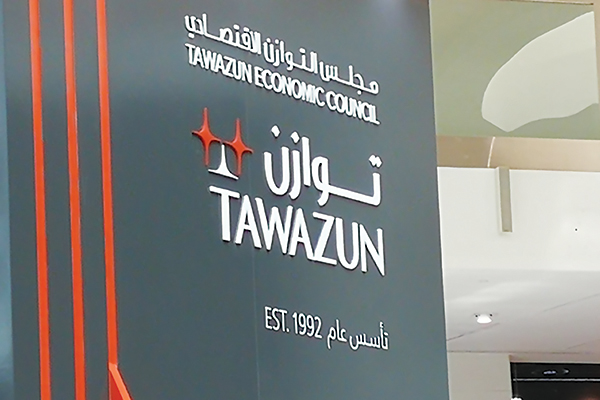 مجلس التوازن الاقتصادي
TAWAZUN ECONOMIC COUNCIL
توازن
TAWAZUN
EST. 1992 تأسس عام